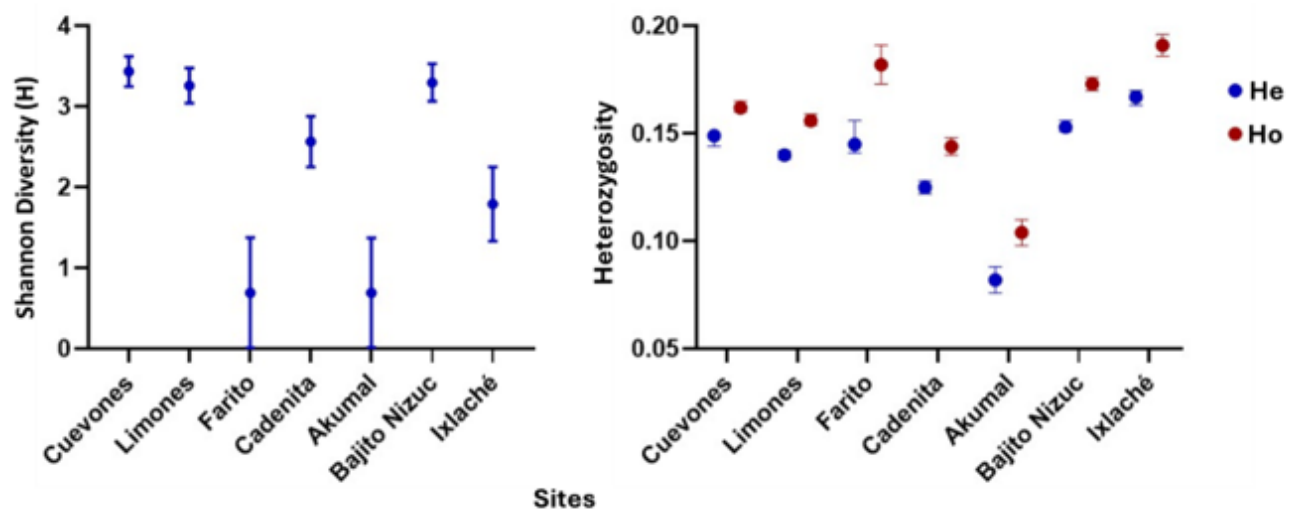 Shannon Diversity (H)
4
3
2
1
0
Cuevones
Limones
Farito
Cadenita
Akumal
Bajito Nizuc
Ixlaché
Heterozygosity
0.20
0.15
0.10
0.05
Cuevones
Limones
Farito
Cadenita
Akumal
Bajito Nizuc
Ixlaché
He
Ho
Sites